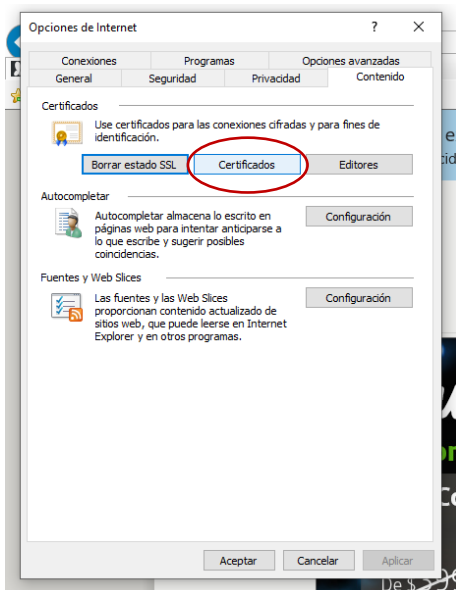 Opciones de Internet
? ×
Conexiones Programas Opciones avanzadas
General Seguridad Privacidad Contenido
Certificados
Use certificados para las conexiones cifradas y para fines de
identificación.
Borrar estado SSL Certificados Editores
Autocompletar
Autocompletar almacena lo escrito en
páginas web para intentar anticiparse a
lo que escribe y sugerir posibles
coincidencias.
Configuración
Fuentes y Web Slices
Las fuentes y las Web Slices
proporcionan contenido actualizado de
sitios web, que puede leerse en Internet
Explorer y en otros programas.
Configuración
Aceptar Cancelar Aplicar
De $